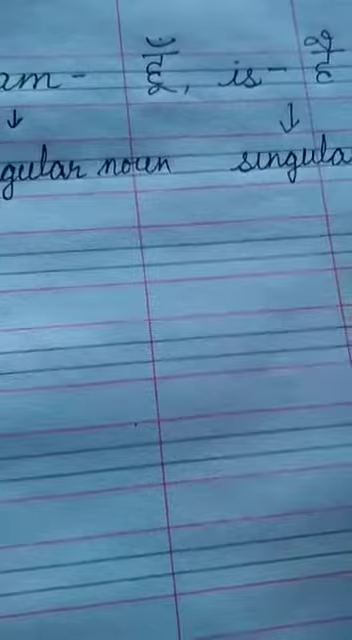 am - हूँ, is - है
↓ ↓
gular noun singula